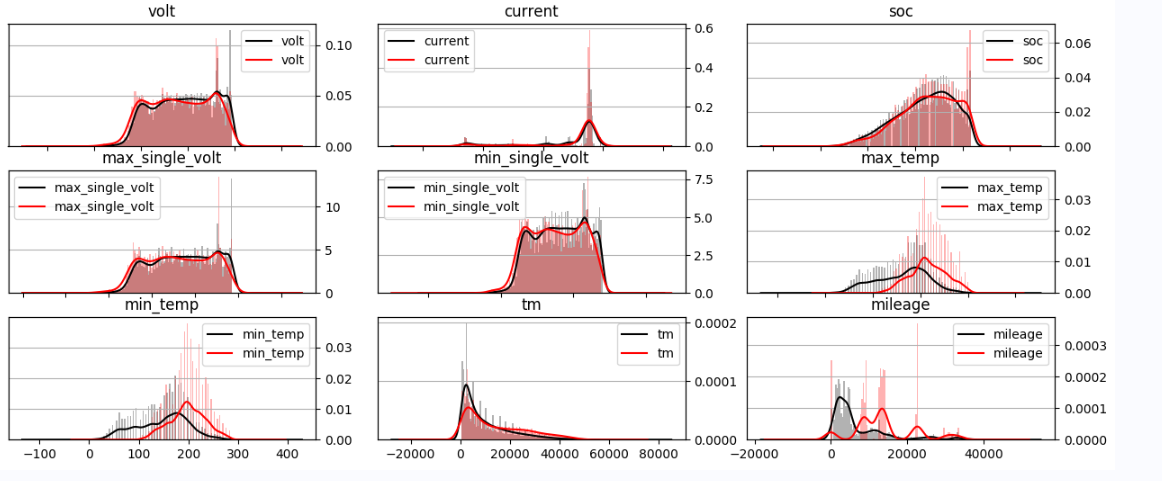 volt
current
soc
volt
volt
0.10
0.05
0.00
current
current
0.6
0.4
0.2
0.0
soc
soc
0.06
0.04
0.02
0.00
max_single_volt
min_single_volt
max_temp
max_single_volt
max_single_volt
10
5
0
min_single_volt
min_single_volt
7.5
5.0
2.5
0.0
max_temp
max_temp
0.03
0.02
0.01
0.00
min_temp
tm
mileage
min_temp
min_temp
0.03
0.02
0.01
0.00
−100 0 100 200 300 400
tm
tm
0.0002
0.0001
0.0000
−20000 0 20000 40000 60000 80000
mileage
mileage
0.0003
0.0002
0.0001
0.0000
−20000 0 20000 40000